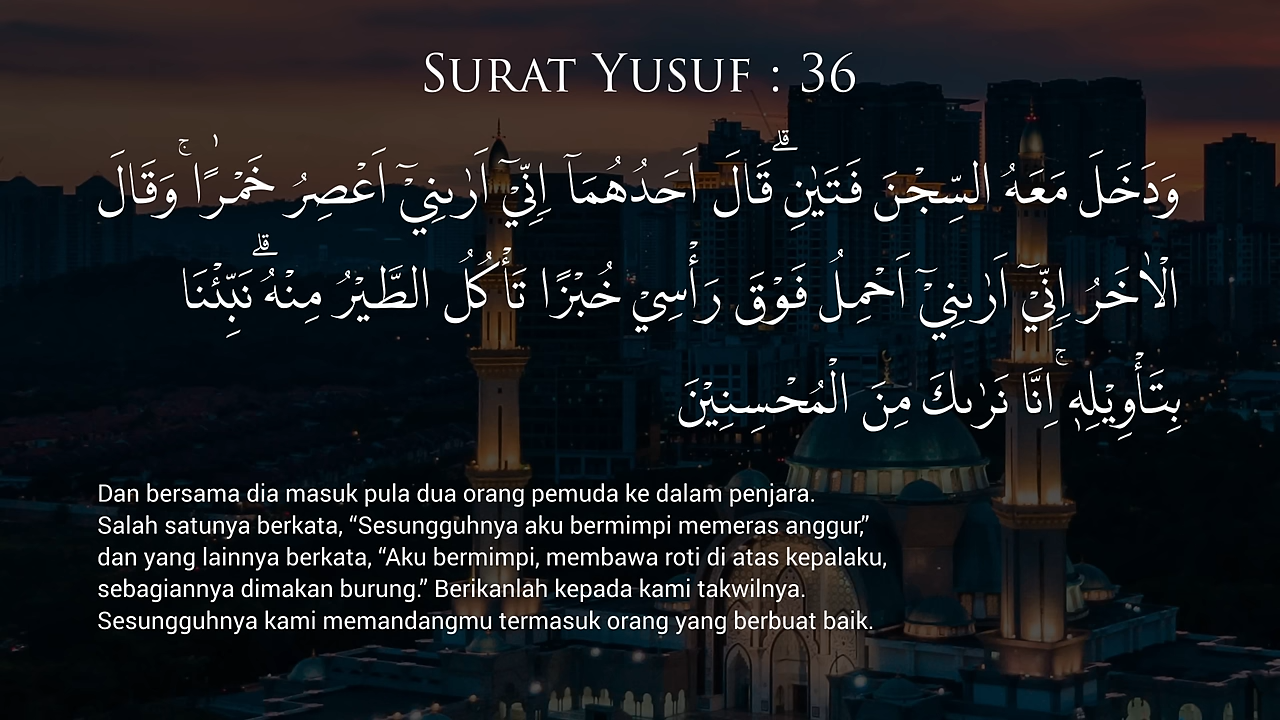 SURAT YUSUF : 36
وَدَخَلَ مَعَهُ السِّجْنَ فَتَيٰنِ ۗقَالَ اَحَدُهُمَآ اِنِّيْٓ اَرٰىنِيْٓ اَعْصِرُ خَمْرًا ۚوَقَالَ
الْاٰخَرُ اِنِّيْٓ اَرٰىنِيْٓ اَحْمِلُ فَوْقَ رَأْسِيْ خُبْزًا تَأْكُلُ الطَّيْرُ مِنْهُ ۗنَبِّئْنَا
بِتَأْوِيْلِهٖ ۚاِنَّا نَرٰىكَ مِنَ الْمُحْسِنِيْنَ
Dan bersama dia masuk pula dua orang pemuda ke dalam penjara.
Salah satunya berkata, “Sesungguhnya aku bermimpi memeras anggur,”
dan yang lainnya berkata, “Aku bermimpi, membawa roti di atas kepalaku,
sebagiannya dimakan burung.” Berikanlah kepada kami takwilnya.
Sesungguhnya kami memandangmu termasuk orang yang berbuat baik.